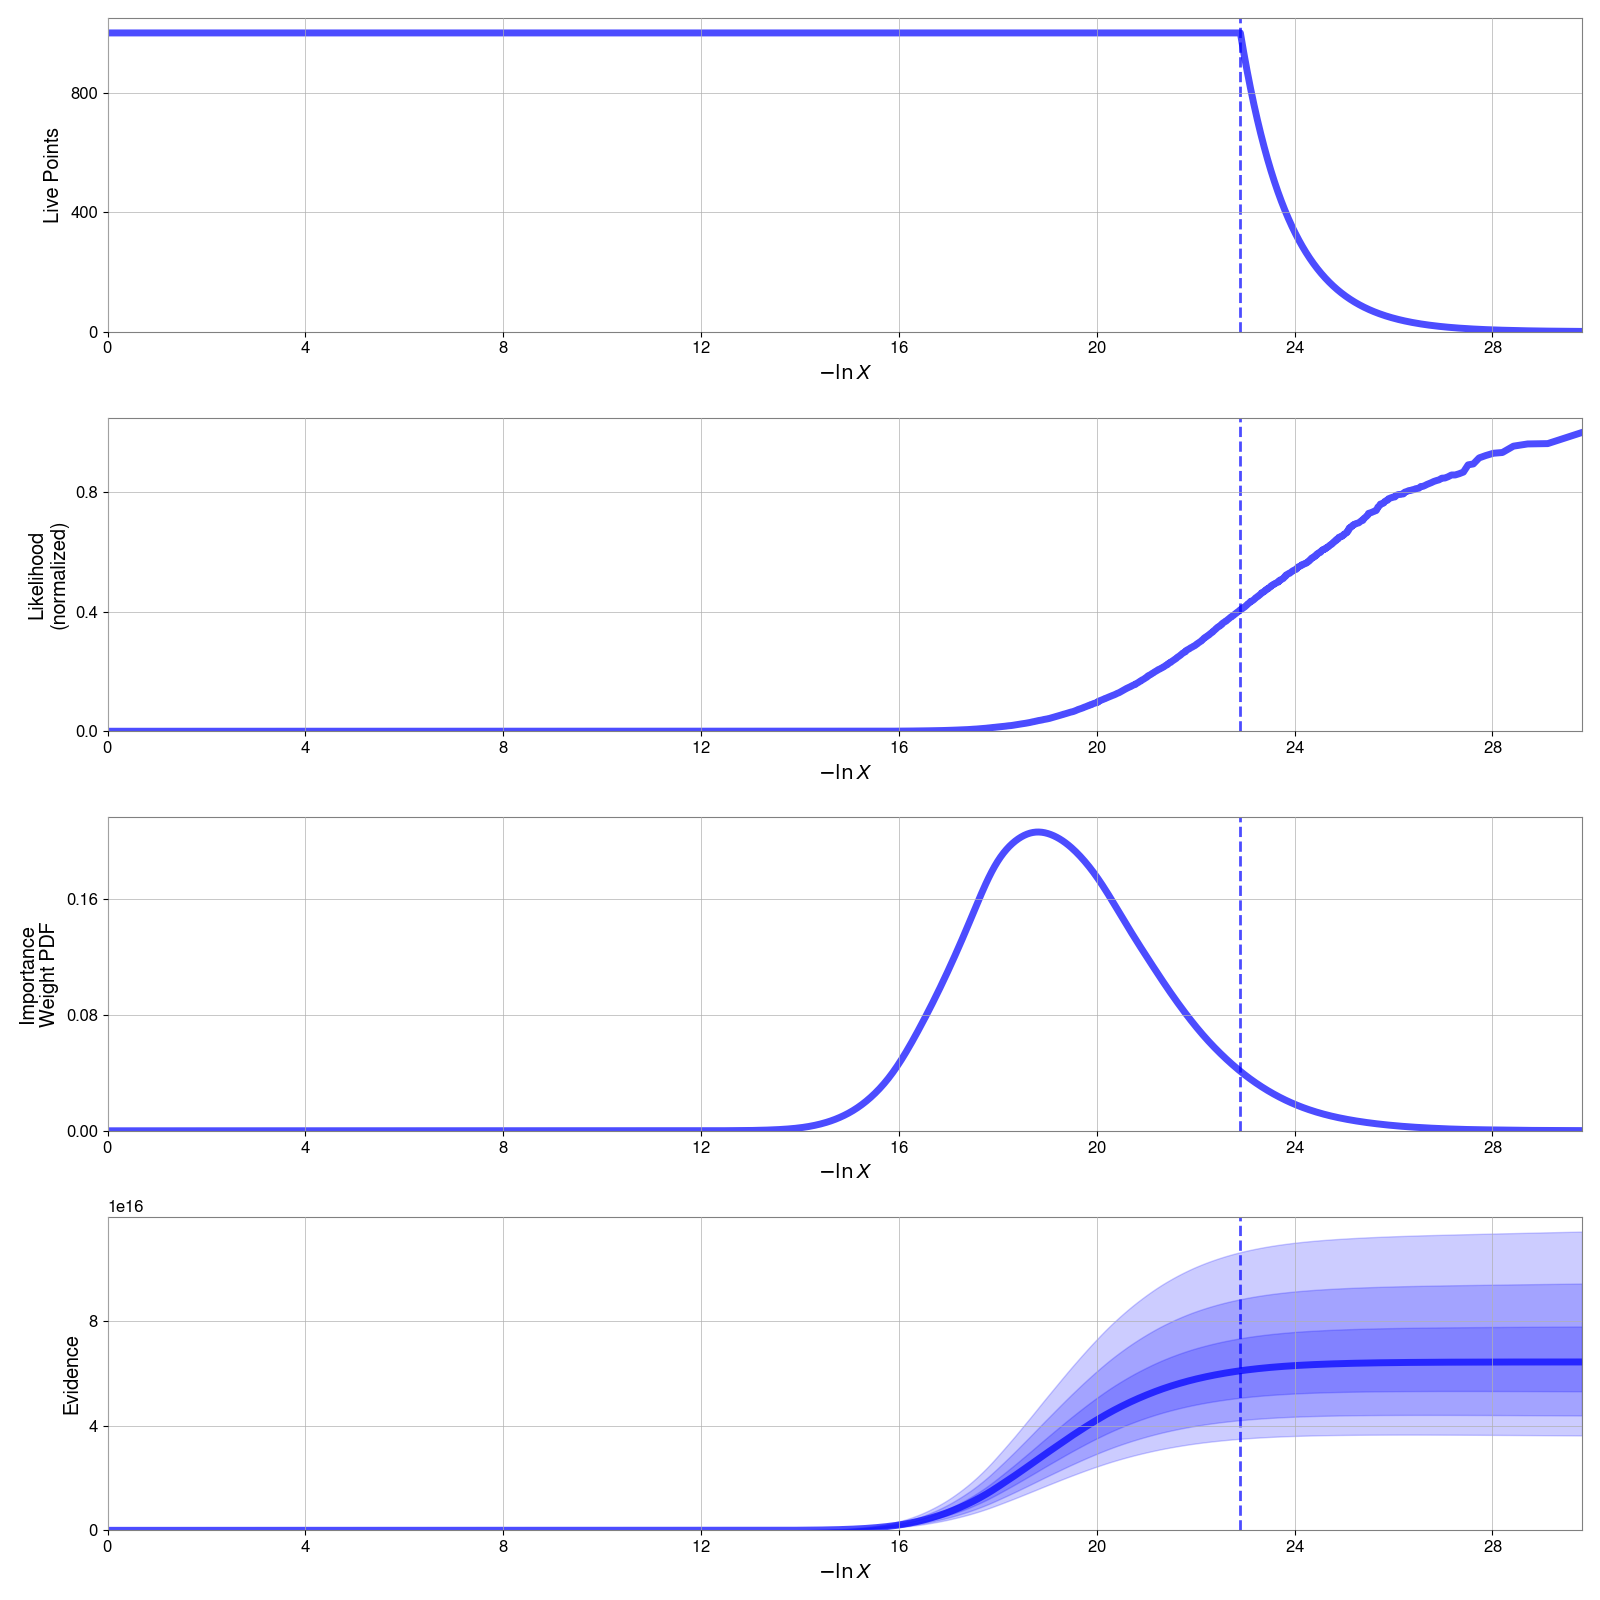 800
400
0
Live Points
0 4 8 12 16 20 24 28
−ln X
0.8
0.4
0.0
Likelihood
(normalized)
0 4 8 12 16 20 24 28
−ln X
0.16
0.08
0.00
Importance
Weight PDF
0 4 8 12 16 20 24 28
−ln X
1e16
8
4
0
Evidence
0 4 8 12 16 20 24 28
−ln X